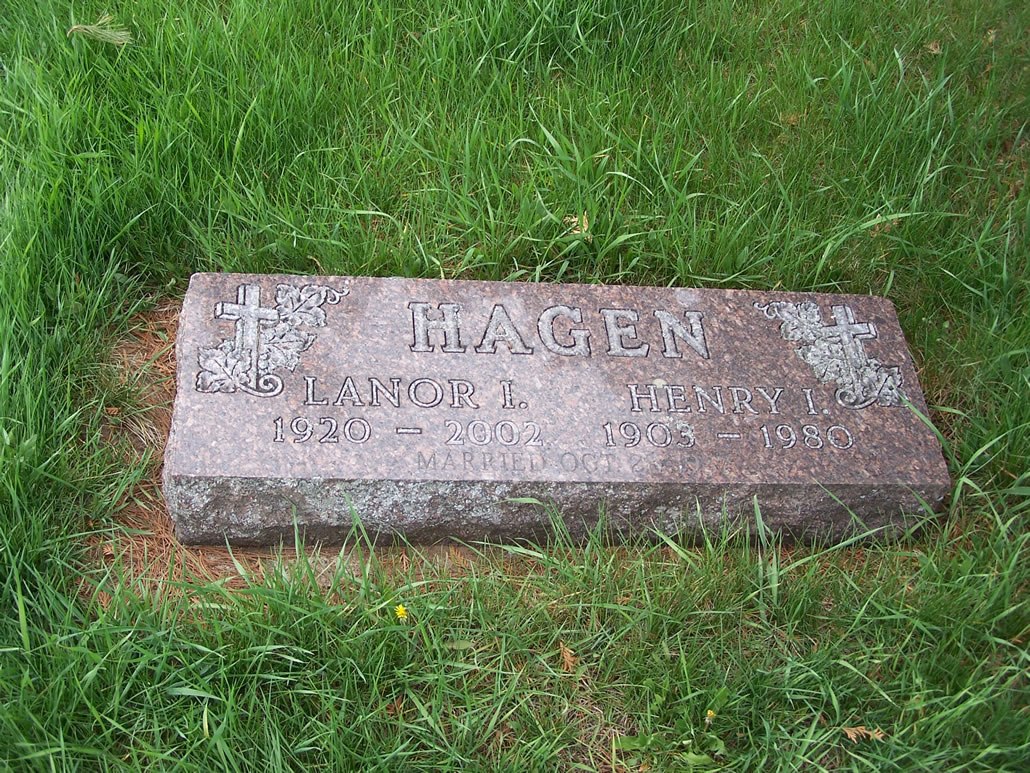 HAGEN
LANOR I. HENRY I.
1920 – 2002 1903 – 1980
MARRIED OCT.